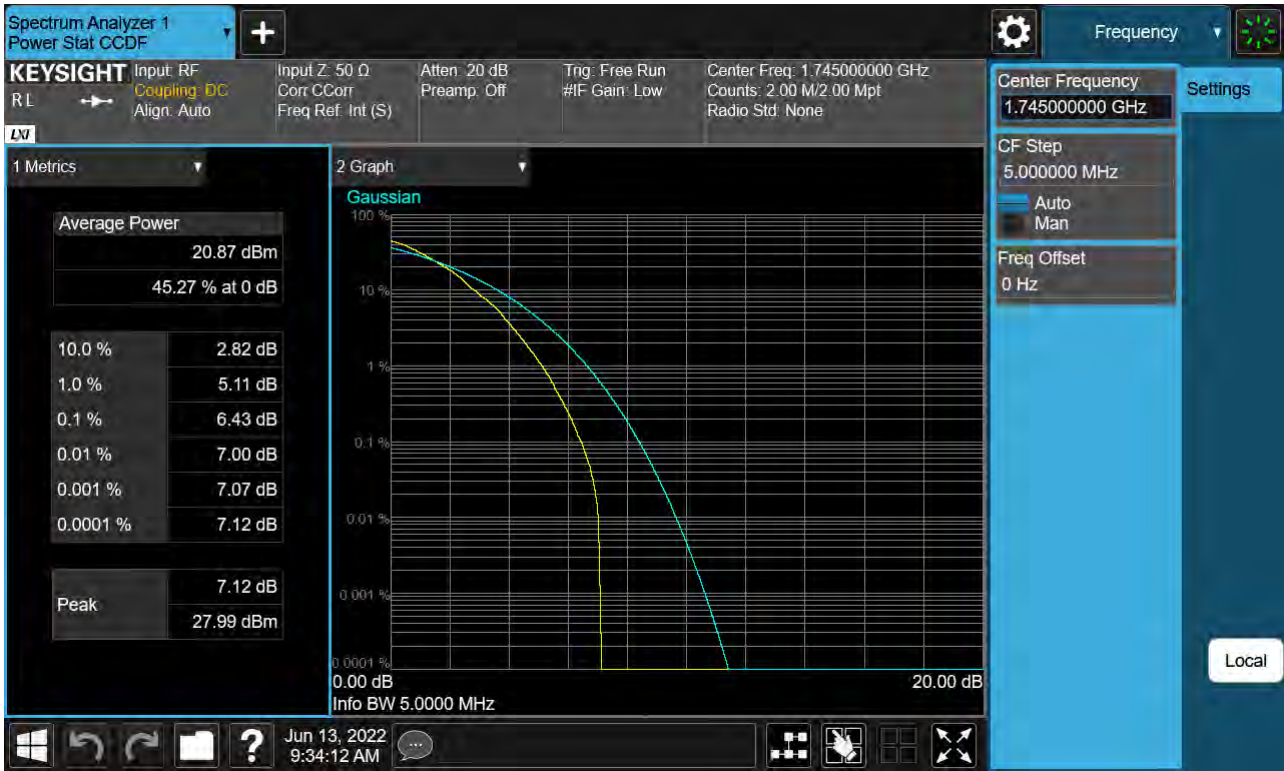 Spectrum Analyzer 1
Power Stat CCDF
+
Frequency
KEYSIGHT
R L
LXI
Input: RF
Coupling: DC
Align: Auto
Input Z: 50 Ω
Corr CCorr
Freq Ref: Int (S)
Atten: 20 dB
Preamp: Off
Trig: Free Run
#IF Gain: Low
Center Freq: 1.745000000 GHz
Counts: 2.00 M/2.00 Mpt
Radio Std: None
Center Frequency
1.745000000 GHz
Settings
CF Step
5.000000 MHz
Auto
Man
Freq Offset
0 Hz
Local
1 Metrics
Average Power
20.87 dBm
45.27 % at 0 dB
10.0 % 2.82 dB
1.0 % 5.11 dB
0.1 % 6.43 dB
0.01 % 7.00 dB
0.001 % 7.07 dB
0.0001 % 7.12 dB
Peak 7.12 dB
27.99 dBm
2 Graph
Gaussian
100 %
10 %
1 %
0.1 %
0.01 %
0.001 %
0.0001 %
0.00 dB 20.00 dB
Info BW 5.0000 MHz
?
Jun 13, 2022
9:34:12 AM